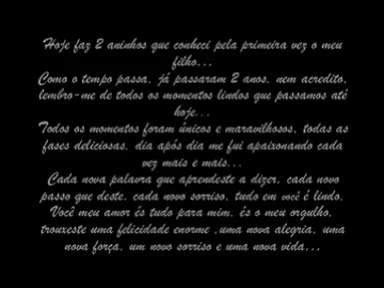 Hoje faz 2 aninhos que conheci pela primeira vez o meu
filho...
Como o tempo passa, já passaram 2 anos, nem acredito,
lembro-me de todos os momentos lindos que passamos até
hoje...
Todos os momentos foram únicos e maravilhosos, todas as
fases deliciosas, dia após dia me fui apaixonando cada
vez mais e mais...
Cada nova palavra que aprendeste a dizer, cada novo
passo que deste, cada novo sorriso, tudo em você é lindo.
Você meu amor és tudo para mim, és o meu orgulho,
trouxeste uma felicidade enorme ,uma nova alegria, uma
nova força, um novo sorriso e uma nova vida...